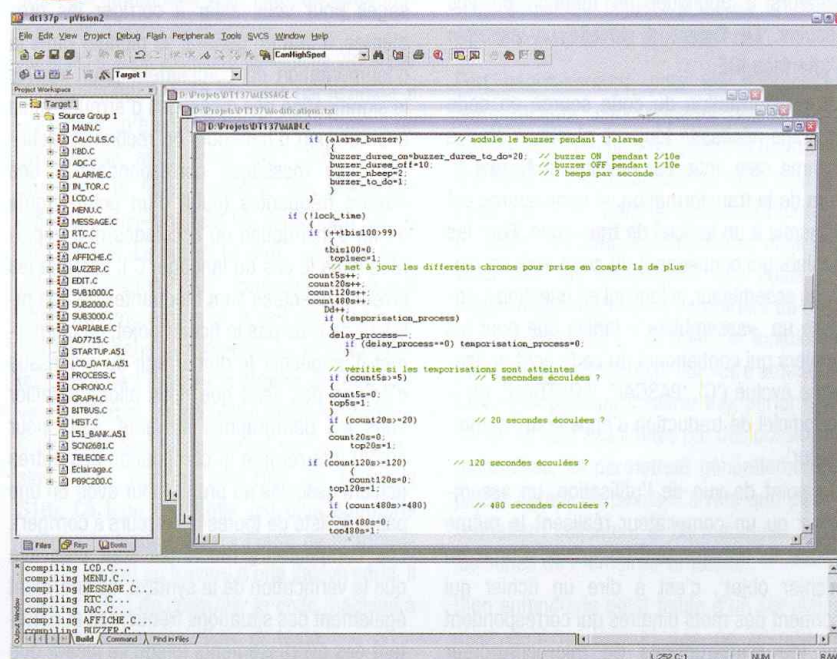 dt137p - µVision2
File Edit View Project Debug Flash Peripherals Tools SVCS Window Help
CanHighSped
Target 1
Project Workspace
Target 1
Source Group 1
MAIN.C
CALCULS.C
KBD.C
ADC.C
ALARME.C
IN_TOR.C
LCD.C
MENU.C
MESSAGE.C
RTC.C
DAC.C
AFFICHE.C
BUZZER.C
EDIT.C
SUB1000.C
SUB2000.C
SUB3000.C
VARIABLE.C
AD7715.C
STARTUP.A51
LCD_DATA.A51
PROCESS.C
CHRONO.C
GRAPH.C
BITBUS.C
HIST.C
L51_BANK.A51
SCN2681.C
TELECDE.C
Eclairage.c
P89C200.C
Files Regs Books
D:\Projets\DT137\MESSAGE.C
D:\Projets\DT137\Modifications.txt
D:\Projets\DT137\MAIN.C
if (alarme_buzzer) // module le buzzer pendant l'alarme
{
buzzer_duree_on=buzzer_duree_to_do=20; // buzzer ON pendant 2/10e
buzzer_duree_off=10; // buzzer OFF pendant 1/10e
buzzer_nbeep=2; // 2 beeps par seconde
buzzer_to_do=1;
}
if (!lock_time)
{
if (++tbis100>99)
{
tbis100=0;
top1sec=1;
// met à jour les differents chronos pour prise en compte 1s de plus
count5s++;
count20s++;
count120s++;
count480s++;
Dd++;
if (temporisation_process)
{
delay_process--;
if (delay_process==0) temporisation_process=0;
}
// verifie si les temporisations sont atteintes
if (count5s>=5) // 5 secondes écoulées ?
{
count5s=0;
top5s=1;
}
if (count20s>=20) // 20 secondes écoulées ?
{
count20s=0;
top20s=1;
}
if (count120s>=120) // 120 secondes écoulées ?
{
count120s=0;
top120s=1;
}
if (count480s>=480) // 480 secondes écoulées ?
{
count480s=0;
top480s=1;
compiling LCD.C...
compiling MENU.C...
compiling MESSAGE.C...
compiling RTC.C...
compiling DAC.C...
compiling AFFICHE.C...
compiling BUZZER.C...
Output Window
Build Command Find in Files
L:252 C:1 NUM R/W